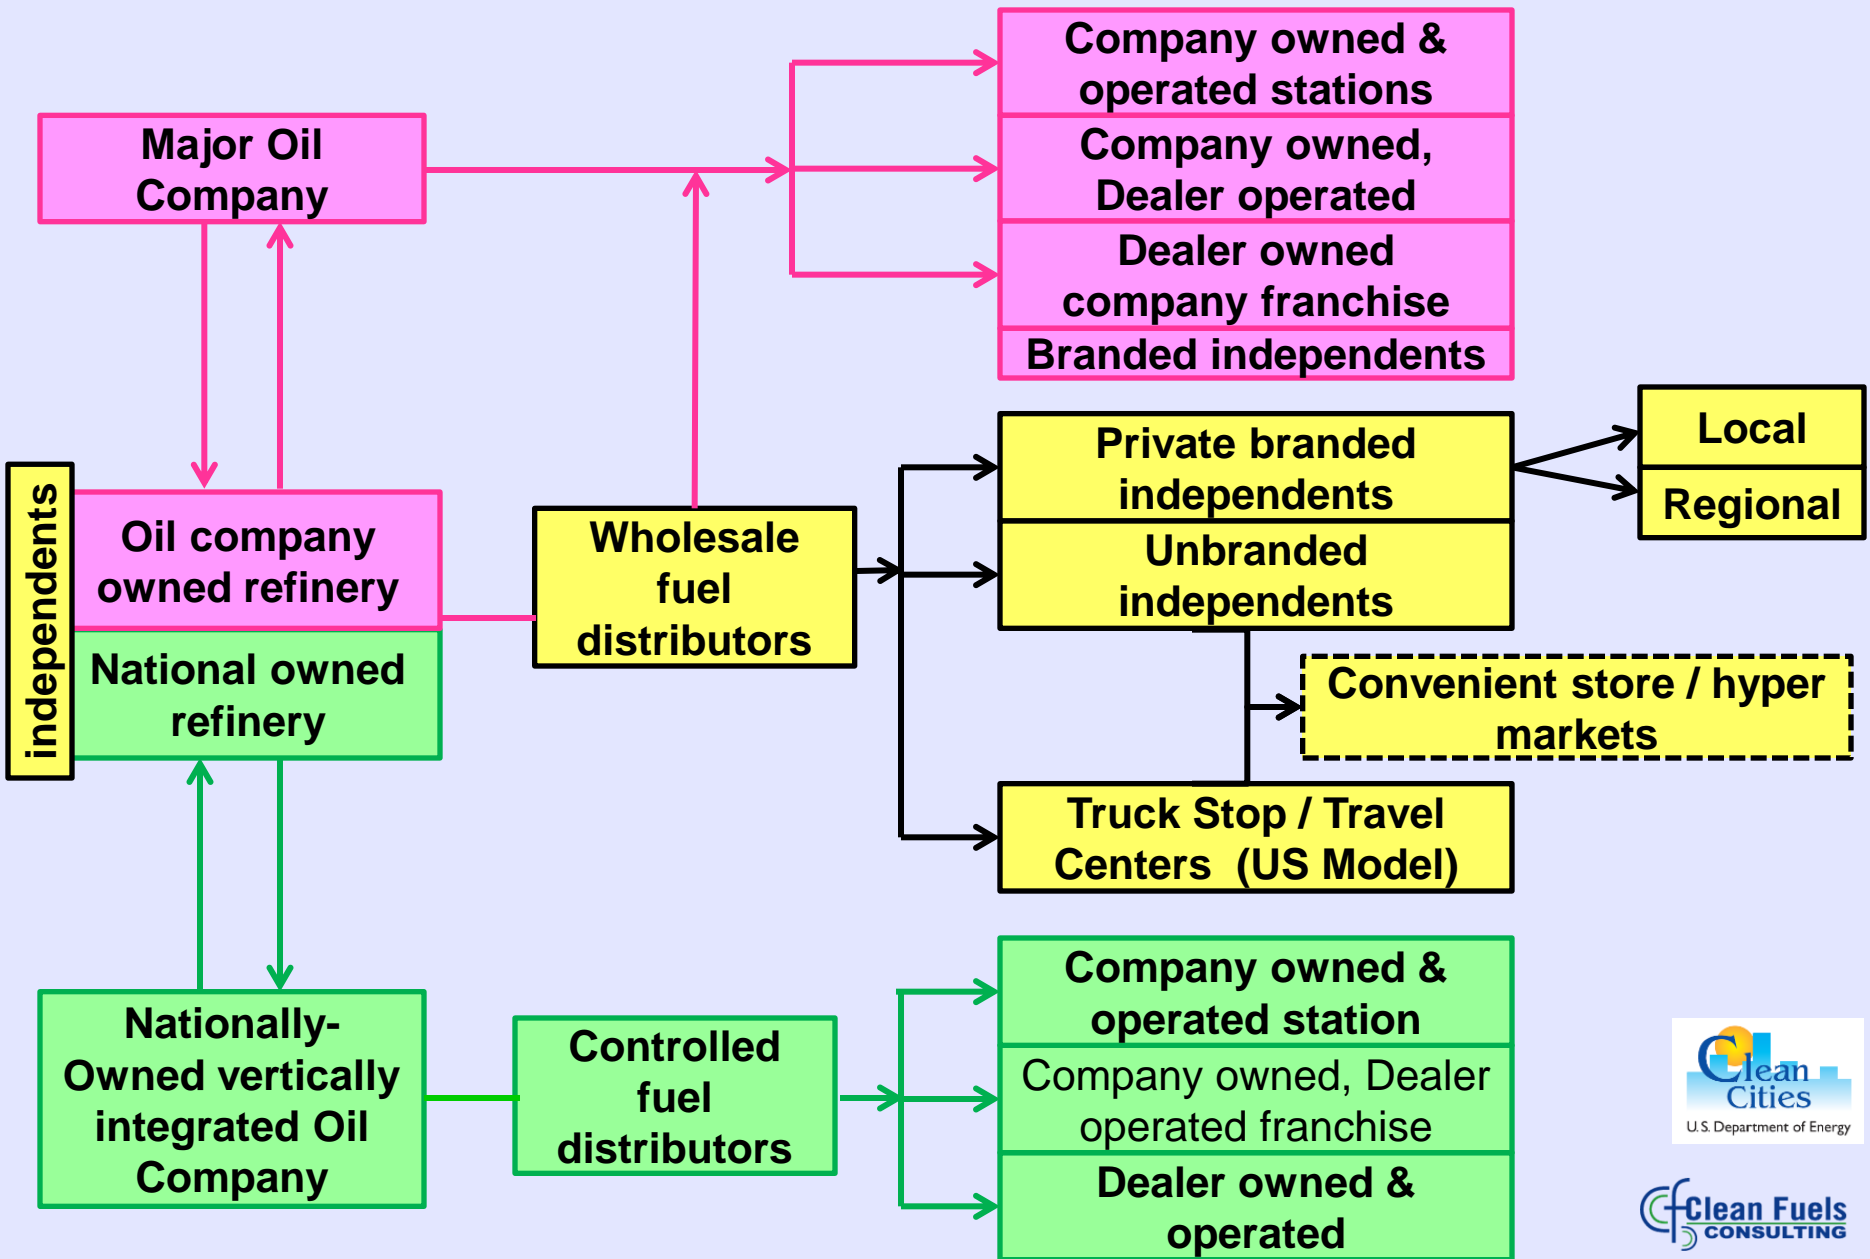 Company owned &
operated stations
Major Oil
Company
Company owned,
Dealer operated
Dealer owned
company franchise
Branded independents
independents
Oil company
owned refinery
National owned
refinery
Wholesale
fuel
distributors
Private branded
independents
Unbranded
independents
Local
Regional
Convenient store / hyper
markets
Truck Stop / Travel
Centers (US Model)
Nationally-
Owned vertically
integrated Oil
Company
Controlled
fuel
distributors
Company owned &
operated station
Company owned, Dealer
operated franchise
Dealer owned &
operated
Clean
Cities
U.S. Department of Energy
Clean Fuels
CONSULTING